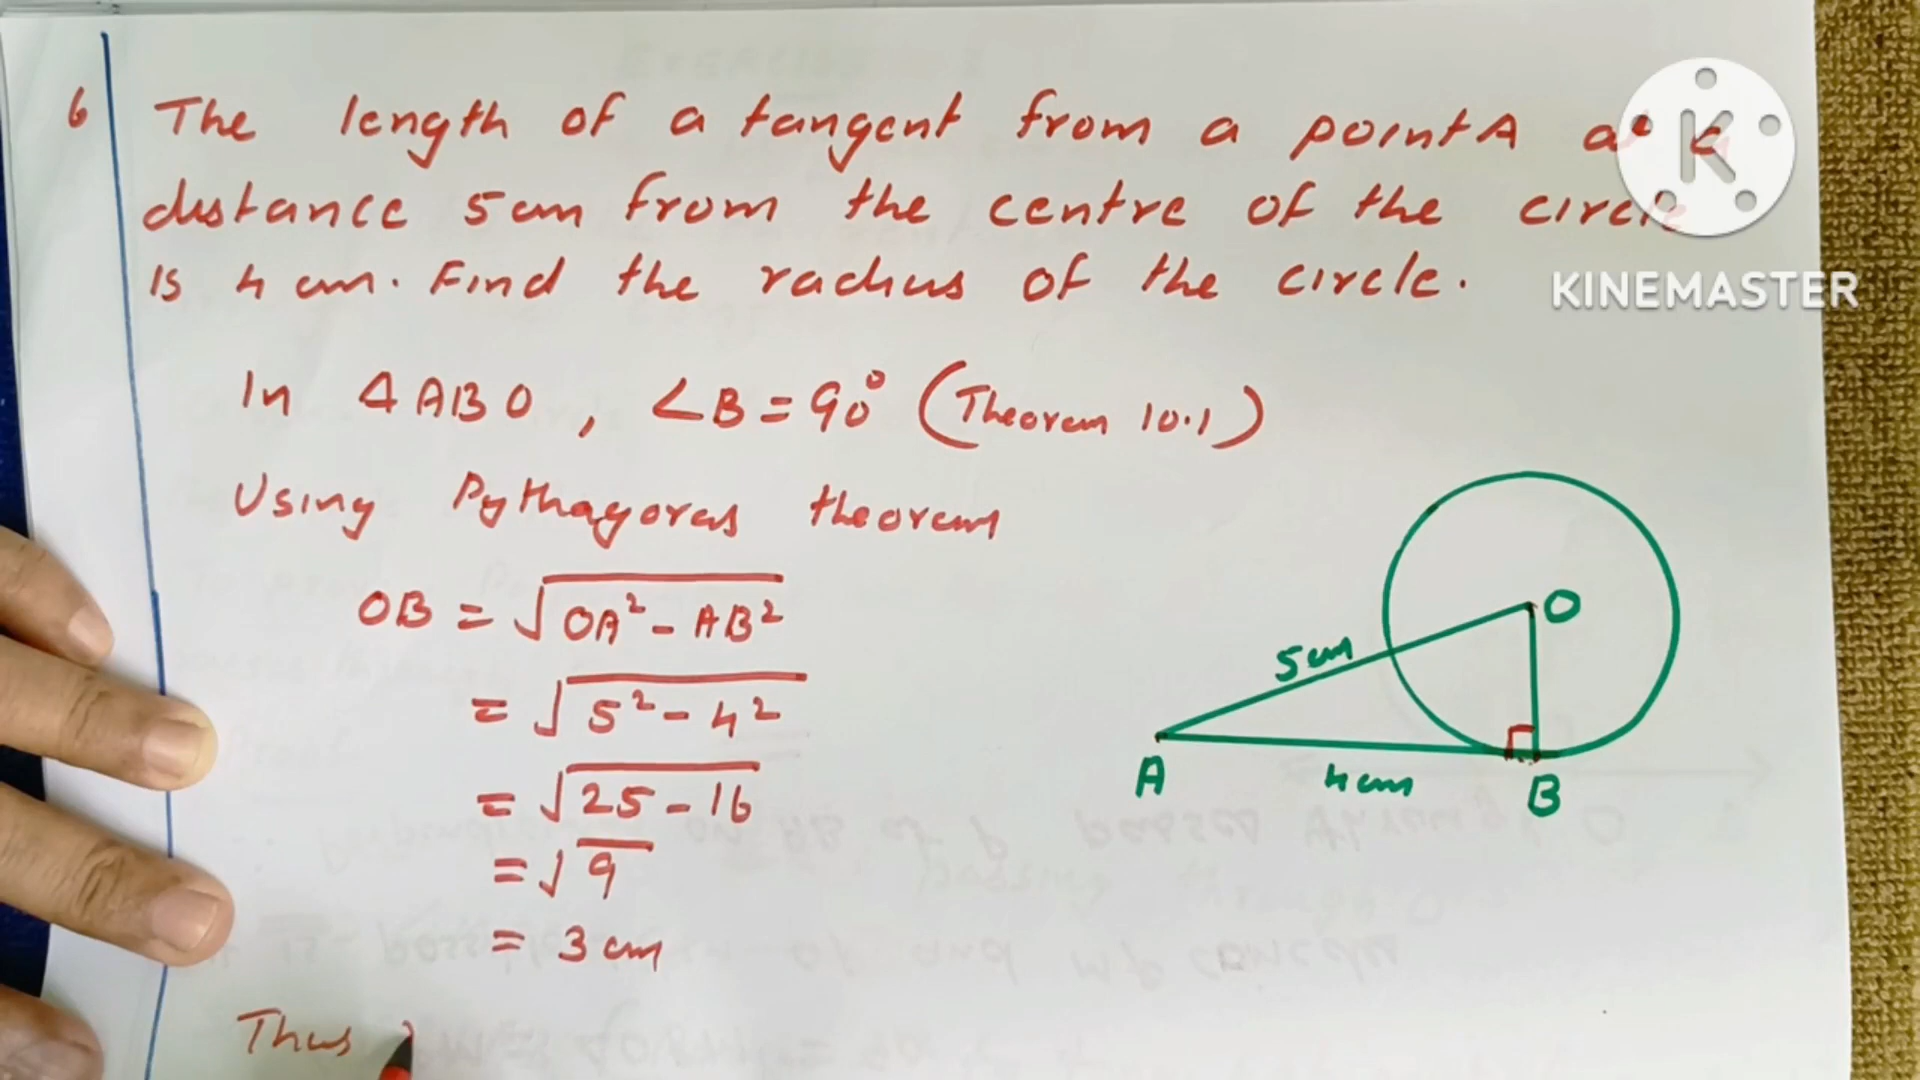 6 The length of a tangent from a point A at a
distance 5cm from the centre of the circle
is 4 cm. Find the radius of the circle.
In ΔABO, ∠B = 90° (Theorem 10.1)
Using Pythagoras theorem
OB = √OA² - AB²
= √5² - 4²
= √25 - 16
= √9
= 3 cm
Thus
O
5cm
A
4cm
B
K
KINEMASTER